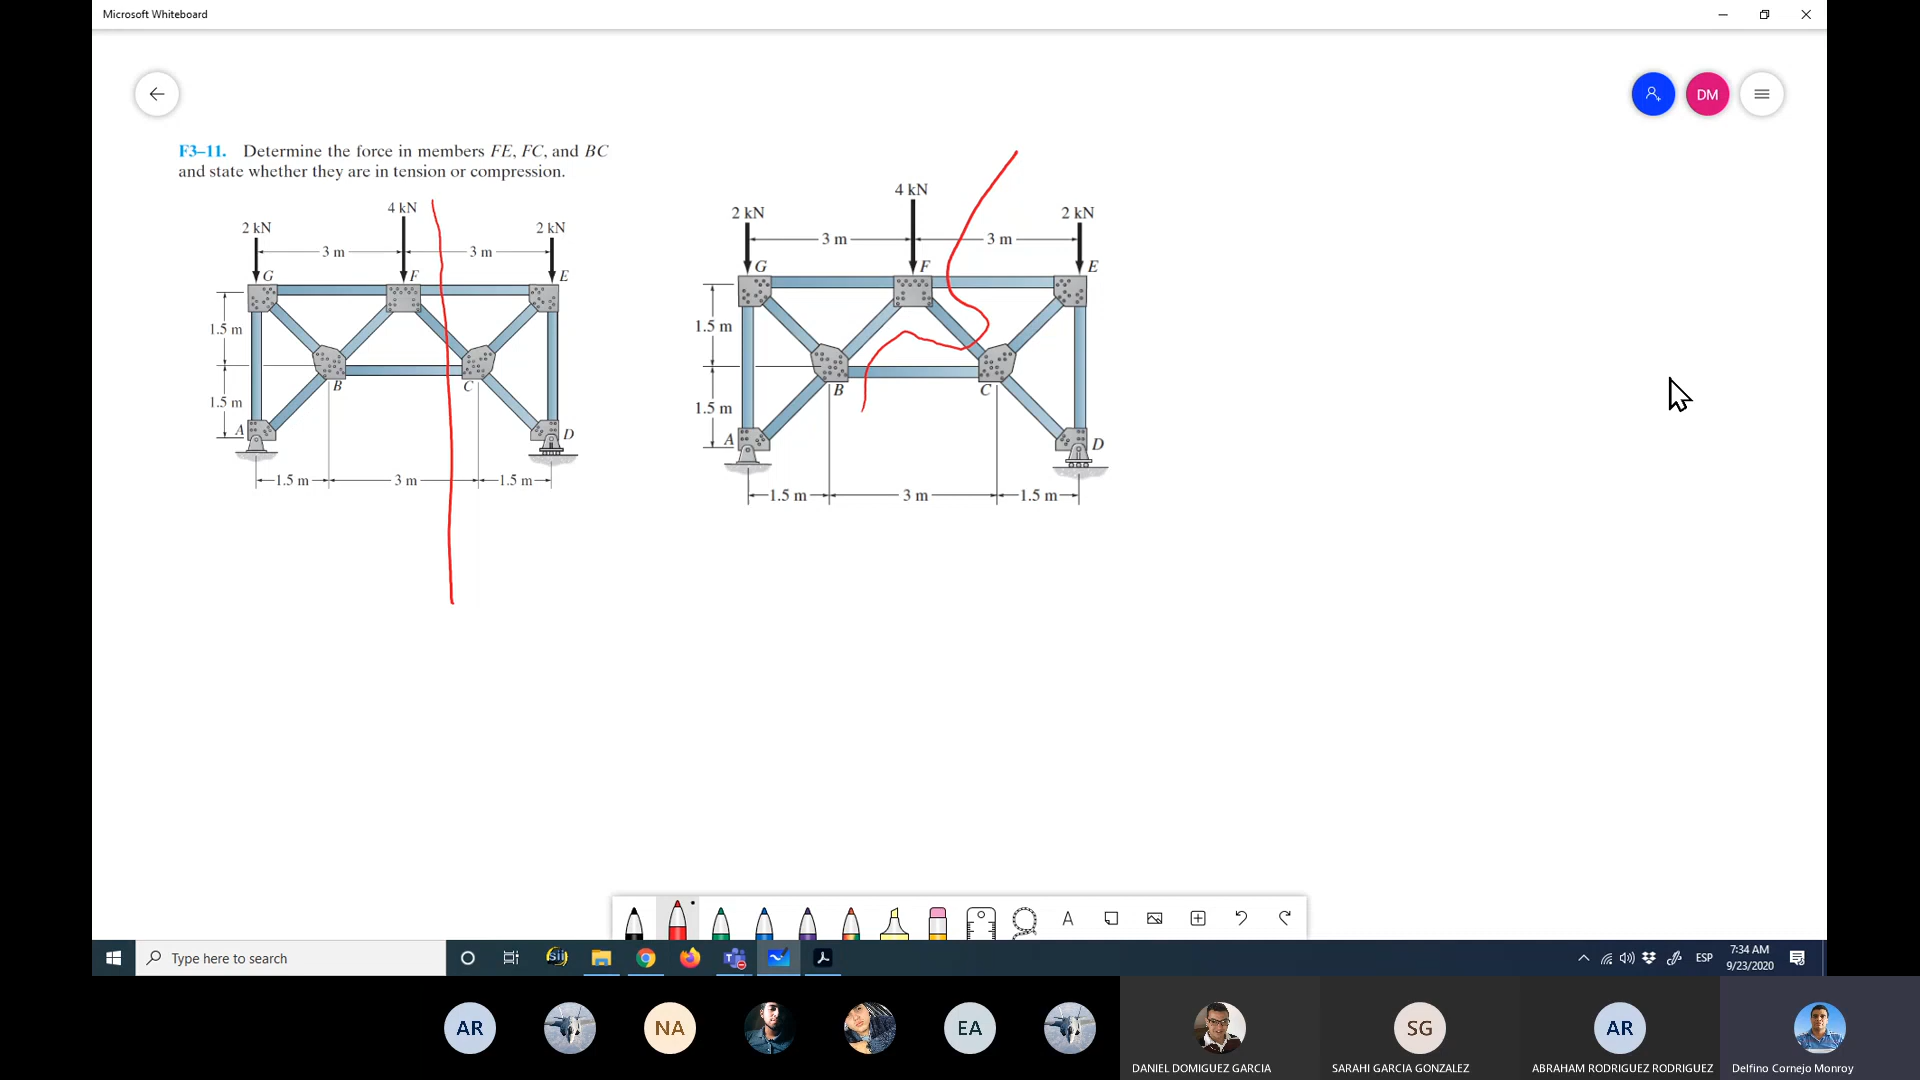 Microsoft Whiteboard
DM
F3–11. Determine the force in members FE, FC, and BC
and state whether they are in tension or compression.
4 kN
2 kN
2 kN
3 m
3 m
G
F
E
1.5 m
1.5 m
B
C
A
D
1.5 m
3 m
1.5 m
4 kN
2 kN
2 kN
3 m
3 m
G
F
E
1.5 m
1.5 m
B
C
A
D
1.5 m
3 m
1.5 m
A
Type here to search
sii
ESP
7:34 AM
9/23/2020
AR
NA
EA
SG
AR
DANIEL DOMIGUEZ GARCIA
SARAHI GARCIA GONZALEZ
ABRAHAM RODRIGUEZ RODRIGUEZ
Delfino Cornejo Monroy